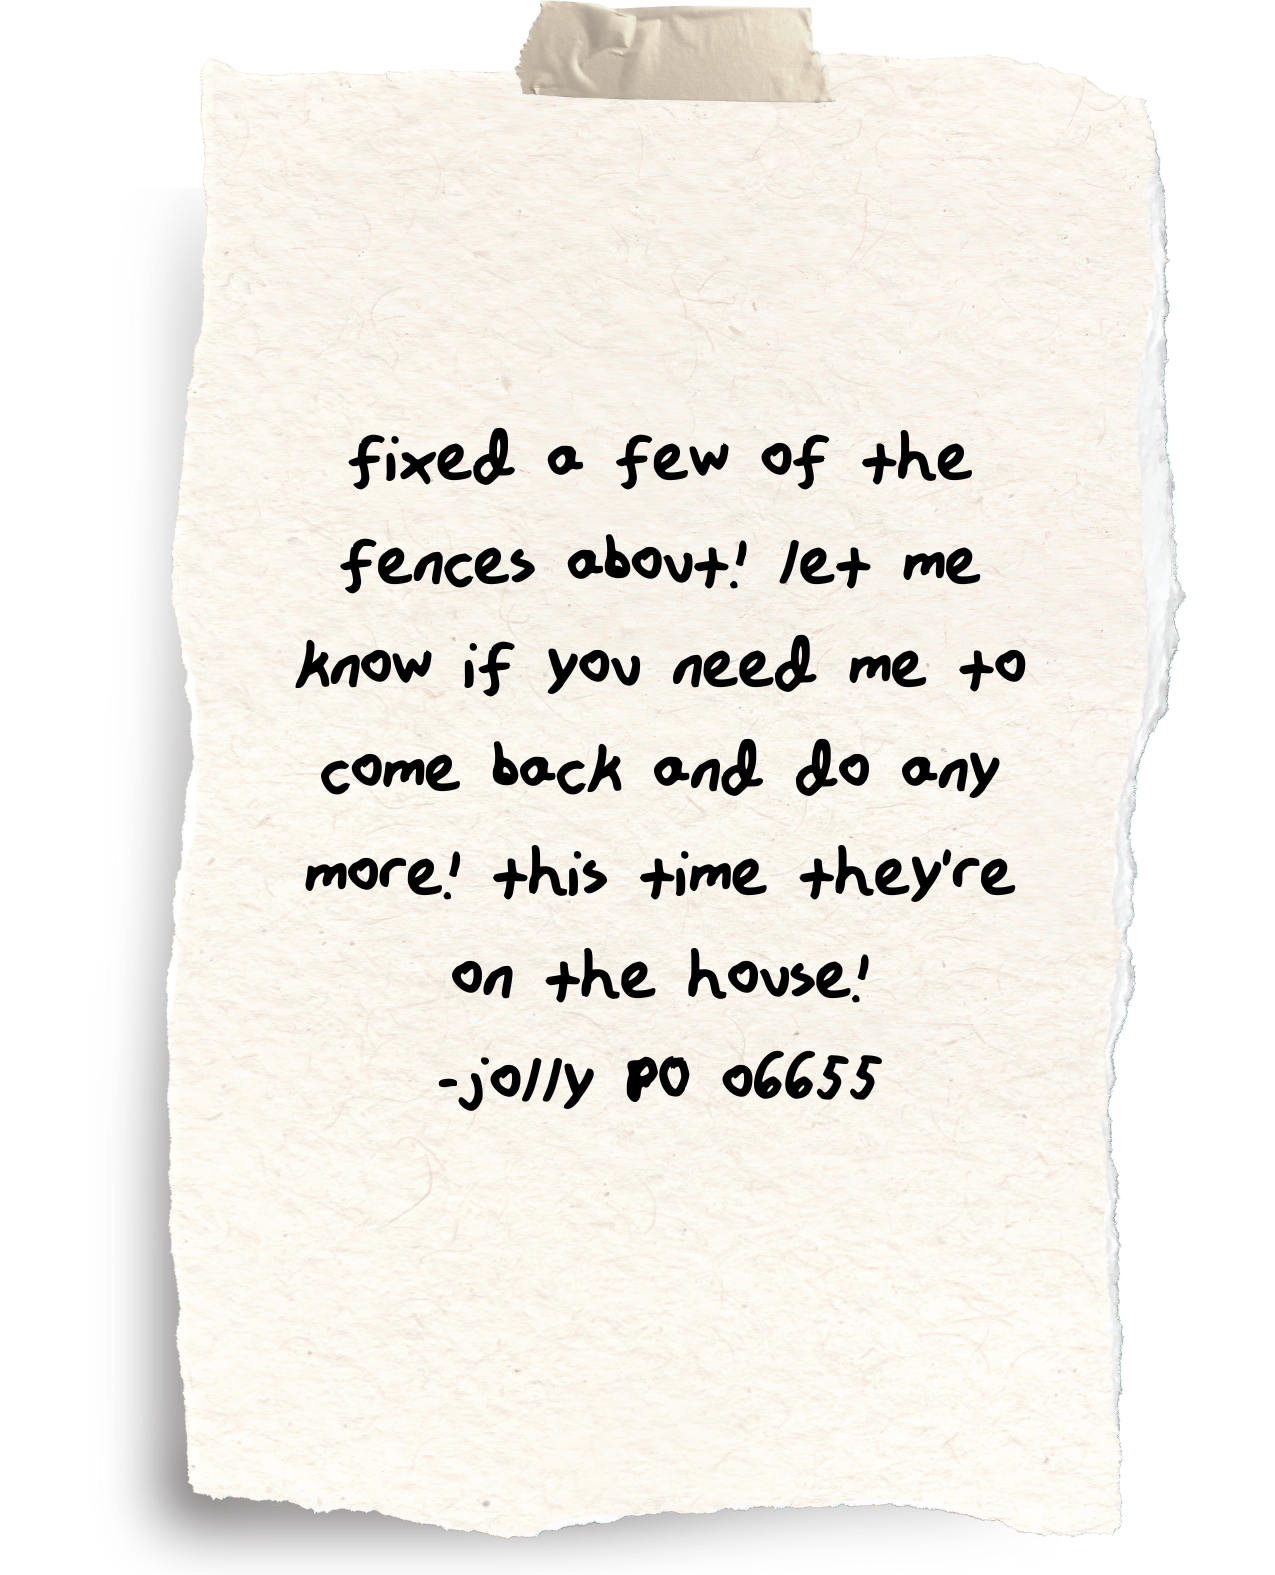 fixed a few of the
fences about! let me
know if you need me to
come back and do any
more! this time they're
on the house!
-jolly PO 06655